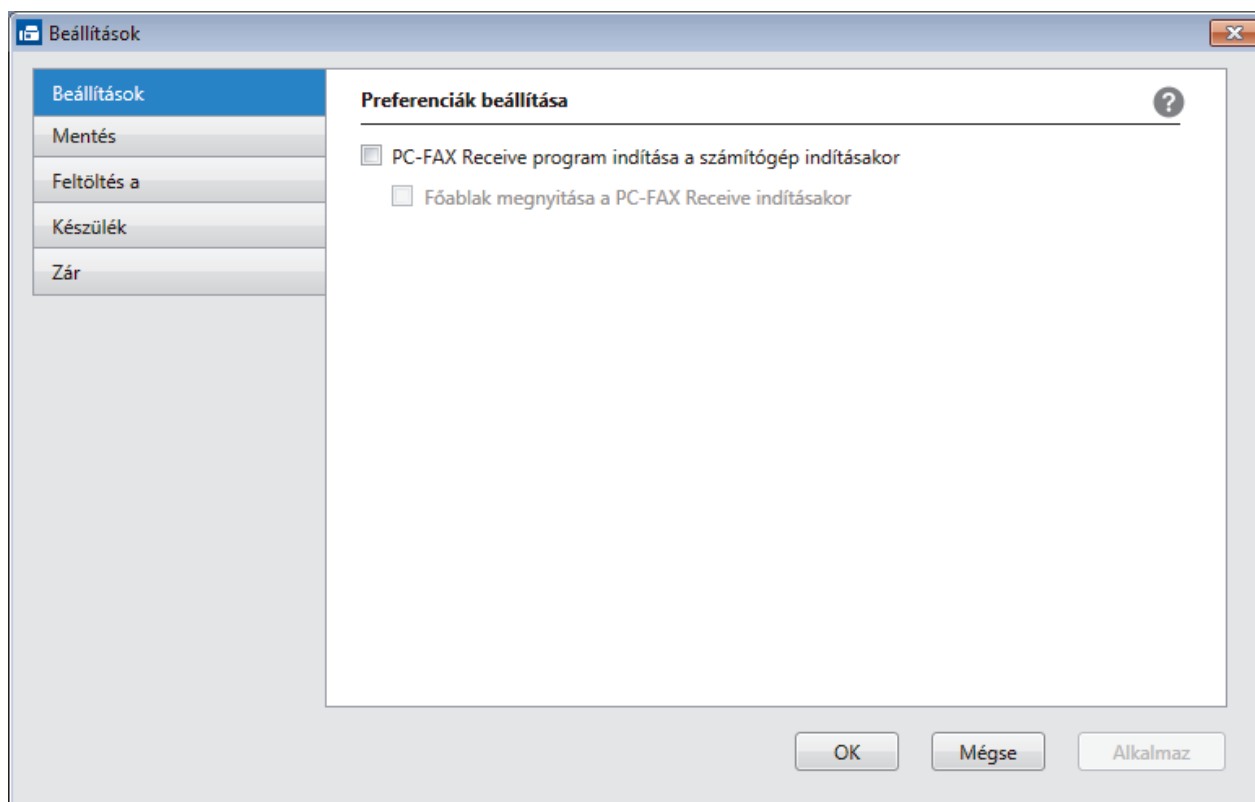 Beállítások
Beállítások
Mentés
Feltöltés a
Készülék
Zár
Preferenciák beállítása
?
PC-FAX Receive program indítása a számítógép indításakor
Főablak megnyitása a PC-FAX Receive indításakor
OK
Mégse
Alkalmaz